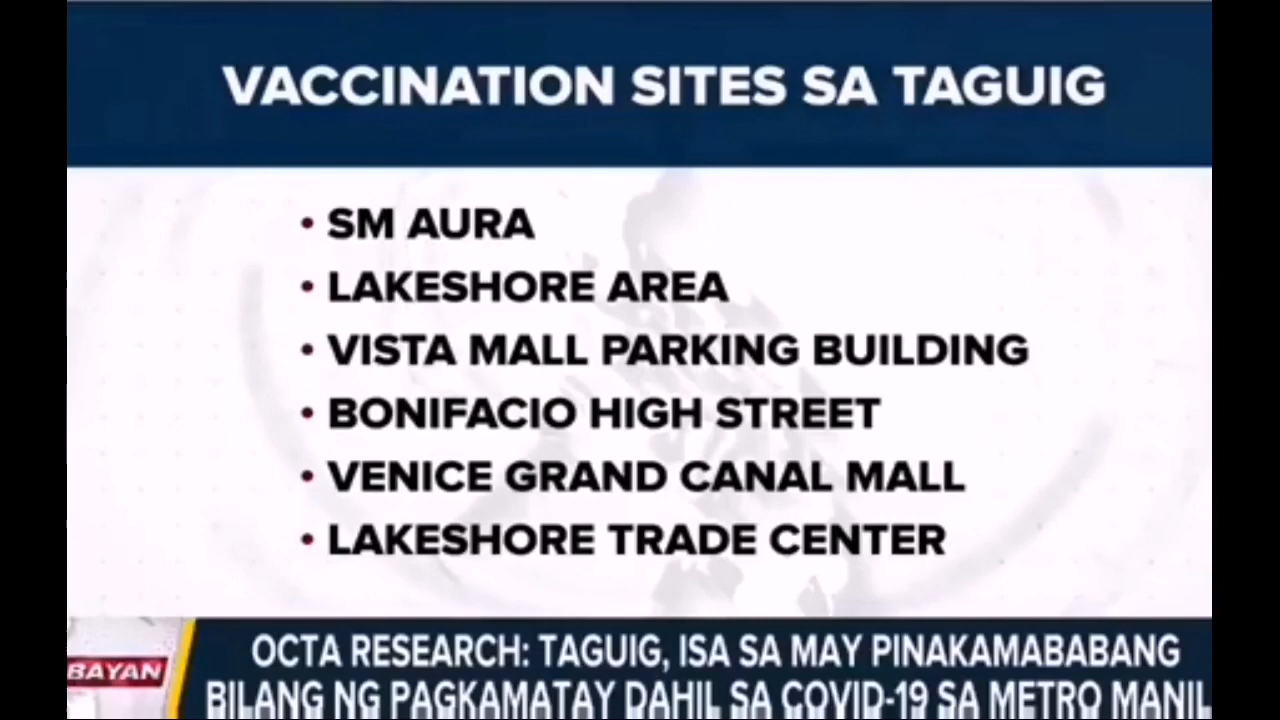 VACCINATION SITES SA TAGUIG
• SM AURA
• LAKESHORE AREA
• VISTA MALL PARKING BUILDING
• BONIFACIO HIGH STREET
• VENICE GRAND CANAL MALL
• LAKESHORE TRADE CENTER
BAYAN
OCTA RESEARCH: TAGUIG, ISA SA MAY PINAKAMABABANG
BILANG NG PAGKAMATAY DAHIL SA COVID-19 SA METRO MANIL